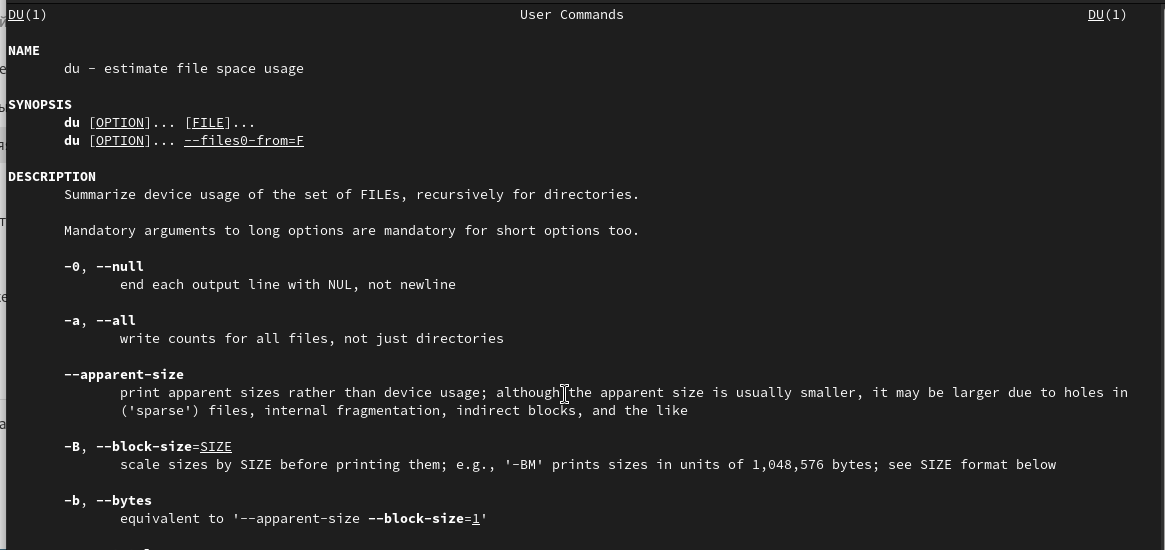 DU(1) User Commands DU(1)
NAME
du - estimate file space usage
SYNOPSIS
du [OPTION]... [FILE]...
du [OPTION]... --files0-from=F
DESCRIPTION
Summarize device usage of the set of FILEs, recursively for directories.
Mandatory arguments to long options are mandatory for short options too.
-0, --null
end each output line with NUL, not newline
-a, --all
write counts for all files, not just directories
--apparent-size
print apparent sizes rather than device usage; although the apparent size is usually smaller, it may be larger due to holes in
('sparse') files, internal fragmentation, indirect blocks, and the like
-B, --block-size=SIZE
scale sizes by SIZE before printing them; e.g., '-BM' prints sizes in units of 1,048,576 bytes; see SIZE format below
-b, --bytes
equivalent to '--apparent-size --block-size=1'